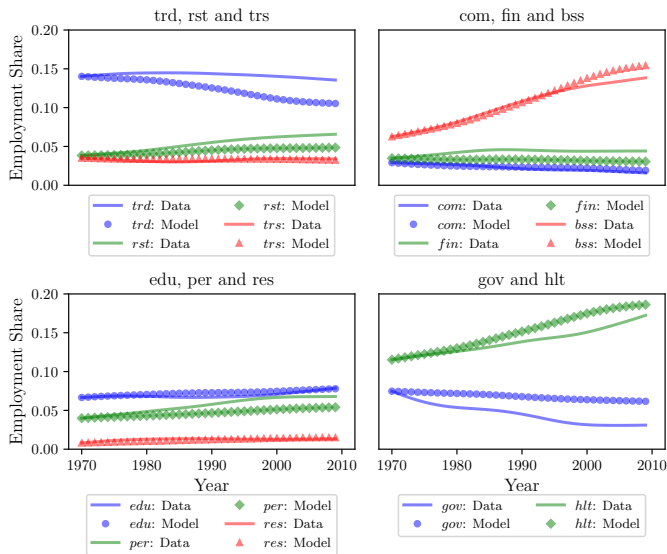 trd, rst and trs
com, fin and bss
Employment Share
0.20
0.15
0.10
0.05
0.00
trd: Data
trd: Model
rst: Data
rst: Model
trs: Data
trs: Model
com: Data
com: Model
fin: Data
fin: Model
bss: Data
bss: Model
edu, per and res
gov and hlt
Employment Share
0.20
0.15
0.10
0.05
0.00
1970 1980 1990 2000 2010
Year
1970 1980 1990 2000 2010
Year
edu: Data
edu: Model
per: Data
per: Model
res: Data
res: Model
gov: Data
gov: Model
hlt: Data
hlt: Model